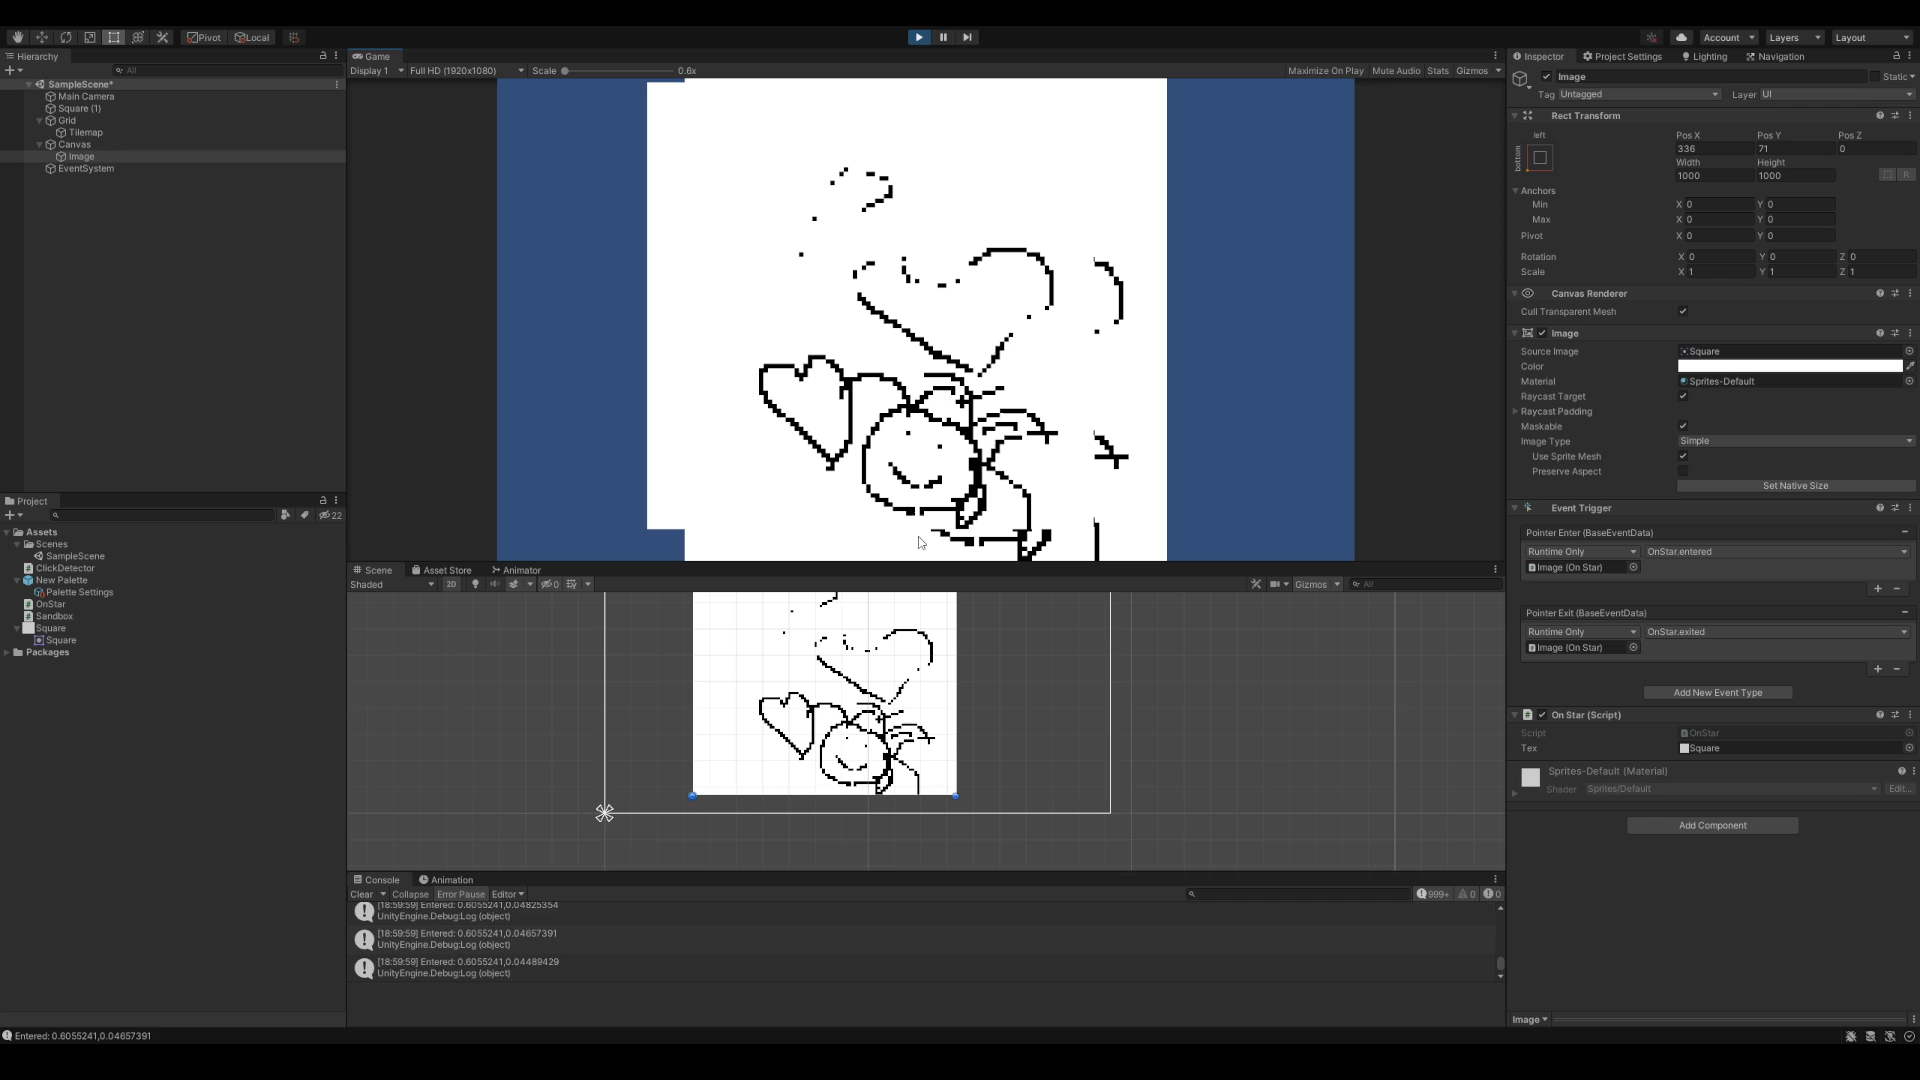 Pivot Local Account Layers Layout
Hierarchy
All
SampleScene*
Main Camera
Square (1)
Grid
Tilemap
Canvas
Image
EventSystem
Game
Display 1 Full HD (1920x1080) Scale 0.6x Maximize On Play Mute Audio Stats Gizmos
Project
22
Assets
Scenes
SampleScene
ClickDetector
New Palette
Palette Settings
OnStar
Sandbox
Square
Square
Packages
Scene Asset Store Animator
Shaded 2D Gizmos All
Console Animation
Clear Collapse Error Pause Editor 999+ 0 0
[18:59:59] Entered: 0.6055241,0.04825354
UnityEngine.Debug:Log (object)
[18:59:59] Entered: 0.6055241,0.04657391
UnityEngine.Debug:Log (object)
[18:59:59] Entered: 0.6055241,0.04489429
UnityEngine.Debug:Log (object)
Inspector Project Settings Lighting Navigation
Image Static
Tag Untagged Layer UI
Rect Transform
left
bottom
Pos X Pos Y Pos Z
336 71 0
Width Height
1000 1000
R
Anchors
Min X 0 Y 0
Max X 0 Y 0
Pivot X 0 Y 0
Rotation X 0 Y 0 Z 0
Scale X 1 Y 1 Z 1
Canvas Renderer
Cull Transparent Mesh
Image
Source Image Square
Color
Material Sprites-Default
Raycast Target
Raycast Padding
Maskable
Image Type Simple
Use Sprite Mesh
Preserve Aspect
Set Native Size
Event Trigger
Pointer Enter (BaseEventData)
Runtime Only OnStar.entered
Image (On Star)
Pointer Exit (BaseEventData)
Runtime Only OnStar.exited
Image (On Star)
Add New Event Type
On Star (Script)
Script OnStar
Tex Square
Sprites-Default (Material)
Shader Sprites/Default Edit...
Add Component
Image
Entered: 0.6055241,0.04657391